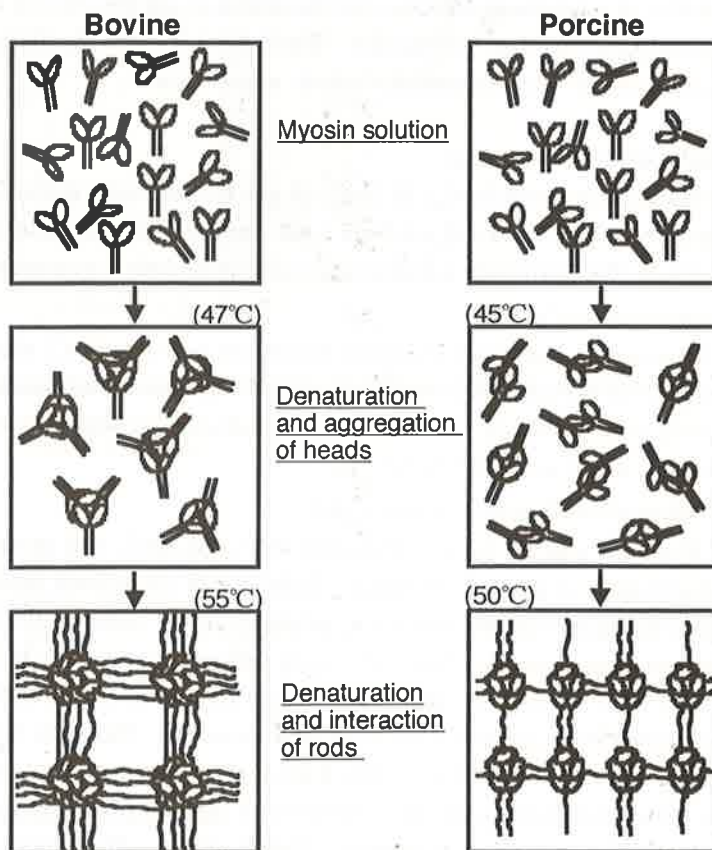 Bovine
Porcine
Myosin solution
(47℃)
(45℃)
Denaturation
and aggregation
of heads
(55℃)
(50℃)
Denaturation
and interaction
of rods